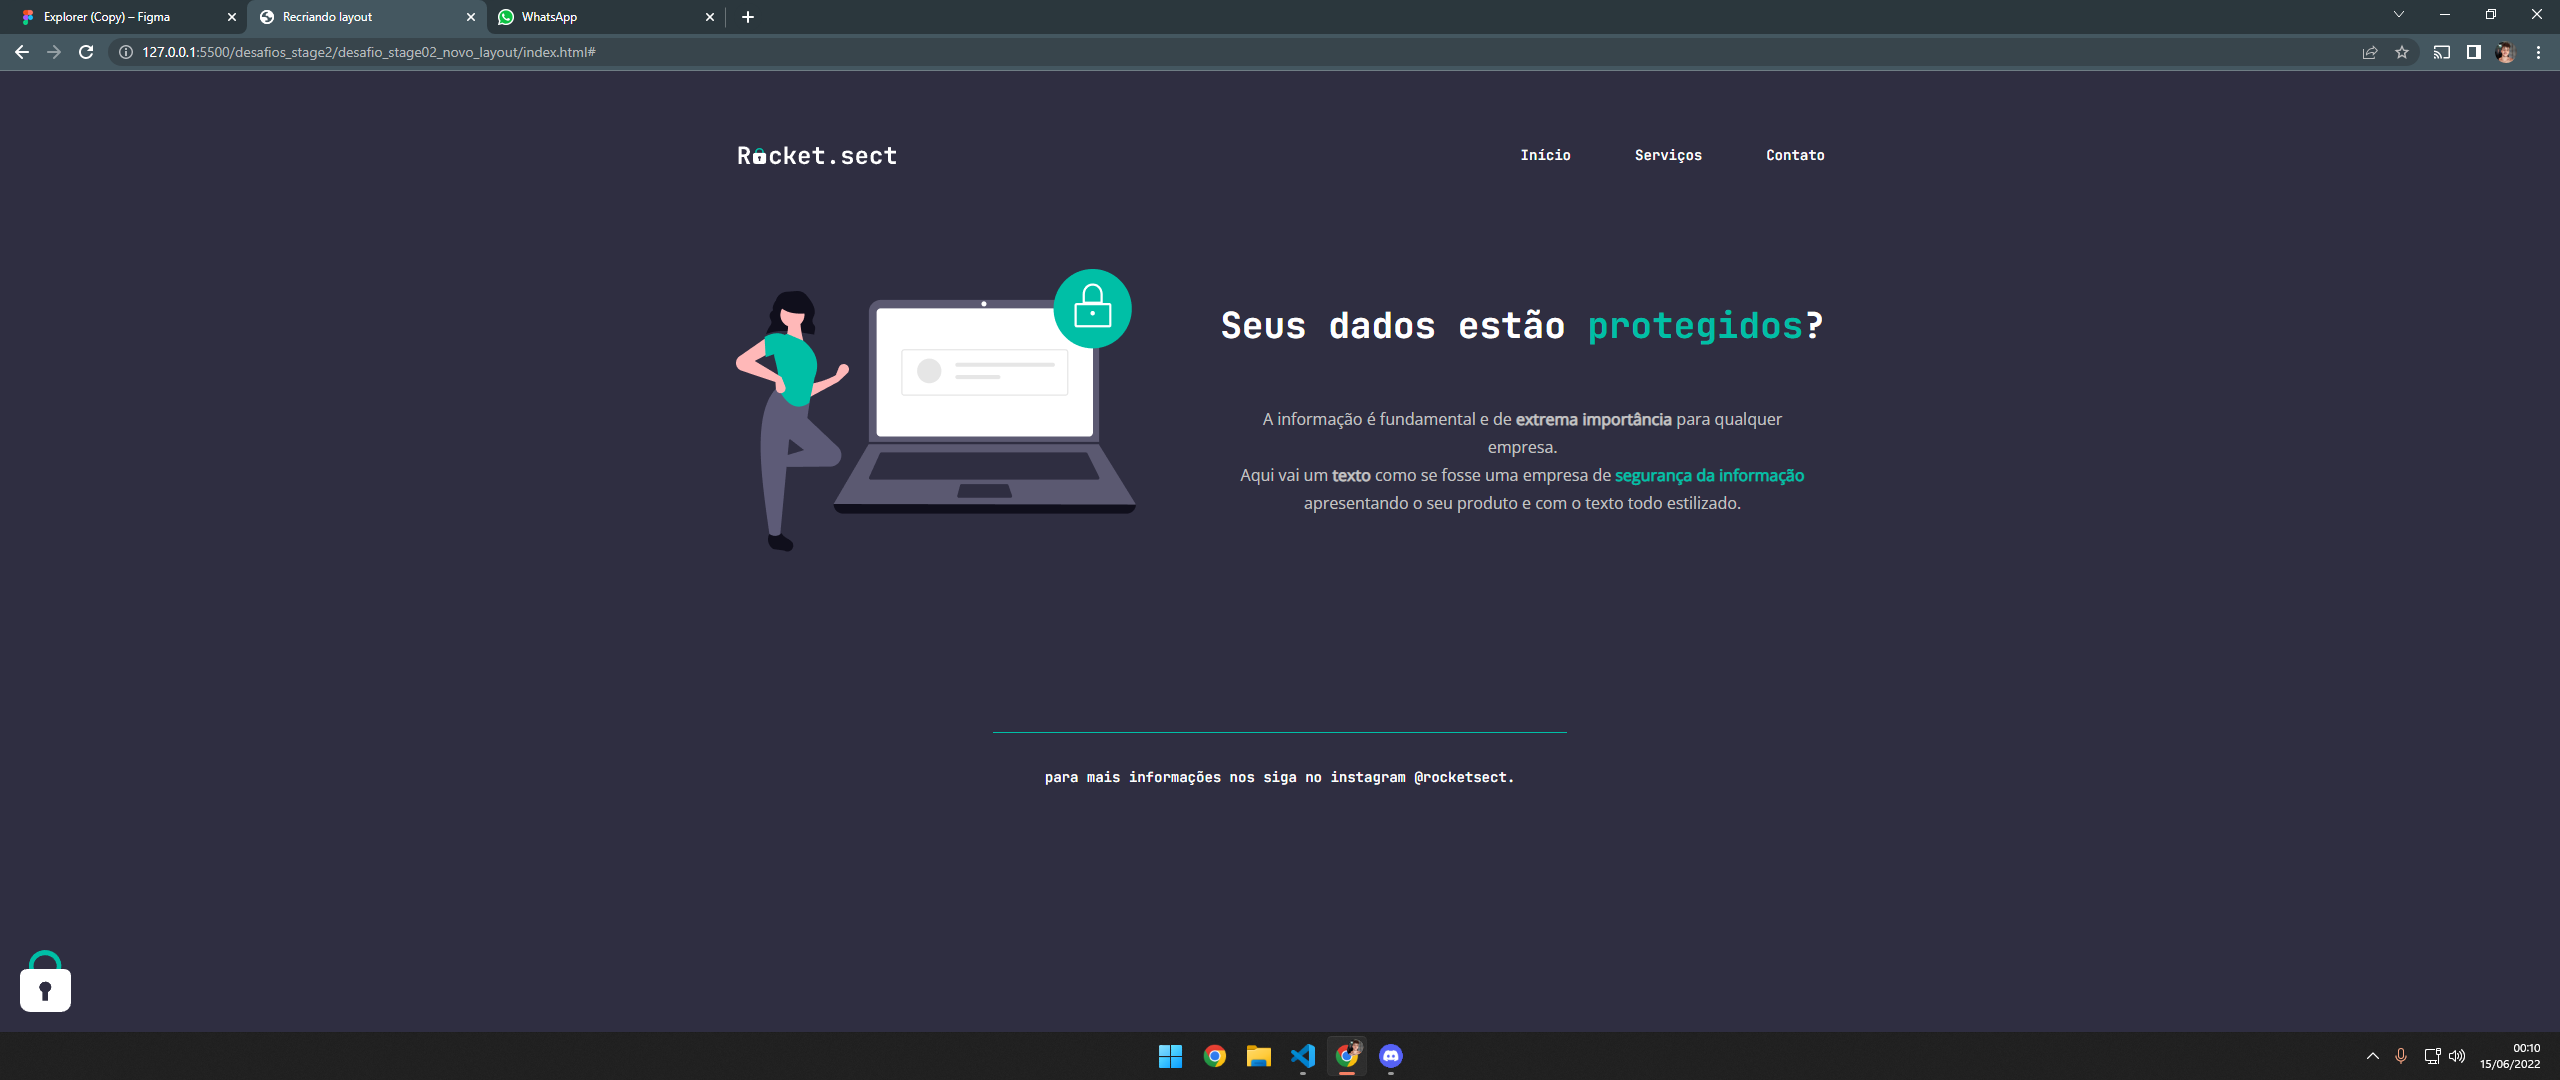 Explorer (Copy) – Figma
Recriando layout
WhatsApp
127.0.0.1:5500/desafios_stage2/desafio_stage02_novo_layout/index.html#
Rocket.sect
Início
Serviços
Contato
Seus dados estão protegidos?
A informação é fundamental e de extrema importância para qualquer
empresa.
Aqui vai um texto como se fosse uma empresa de segurança da informação
apresentando o seu produto e com o texto todo estilizado.
para mais informações nos siga no instagram @rocketsect.
00:10
15/06/2022